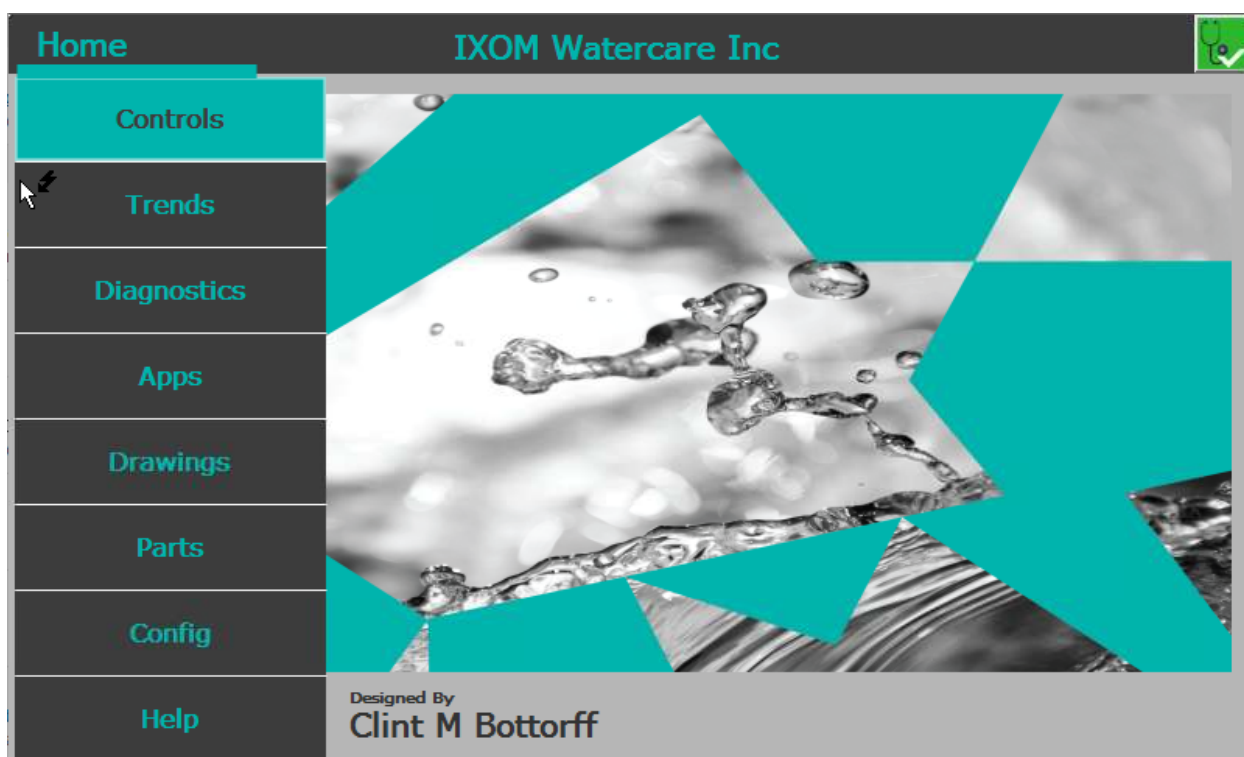 Home
IXOM Watercare Inc
Controls
Trends
Diagnostics
Apps
Drawings
Parts
Config
Help
Designed By
Clint M Bottorff